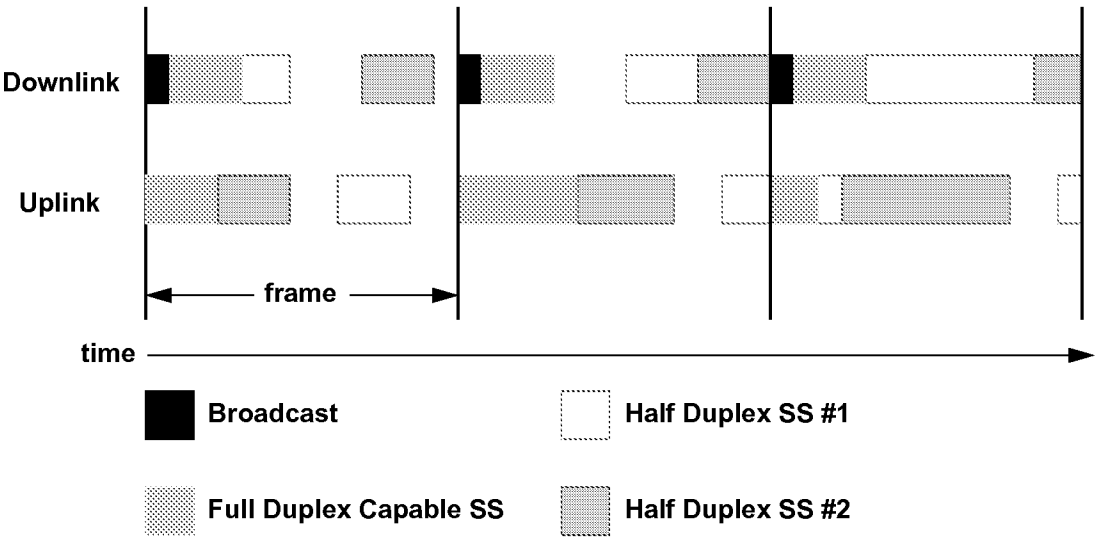 Downlink
Uplink
frame
time
Broadcast
Half Duplex SS #1
Full Duplex Capable SS
Half Duplex SS #2